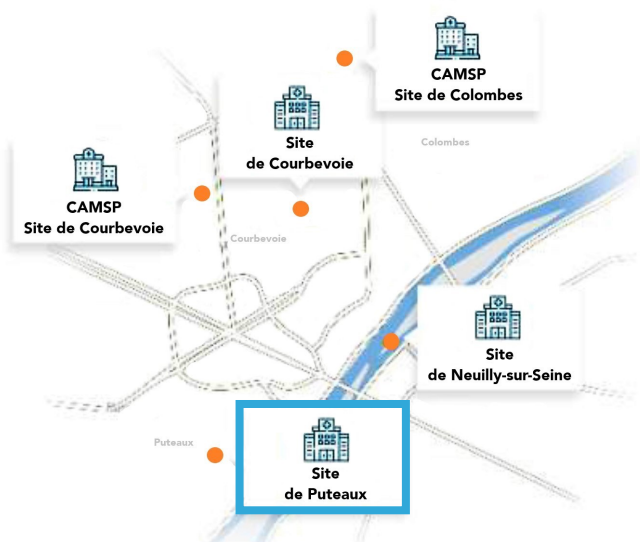 CAMSP
Site de Colombes
Site
de Courbevoie
Colombes
CAMSP
Site de Courbevoie
Courbevoie
Site
de Neuilly-sur-Seine
Puteaux
Site
de Puteaux